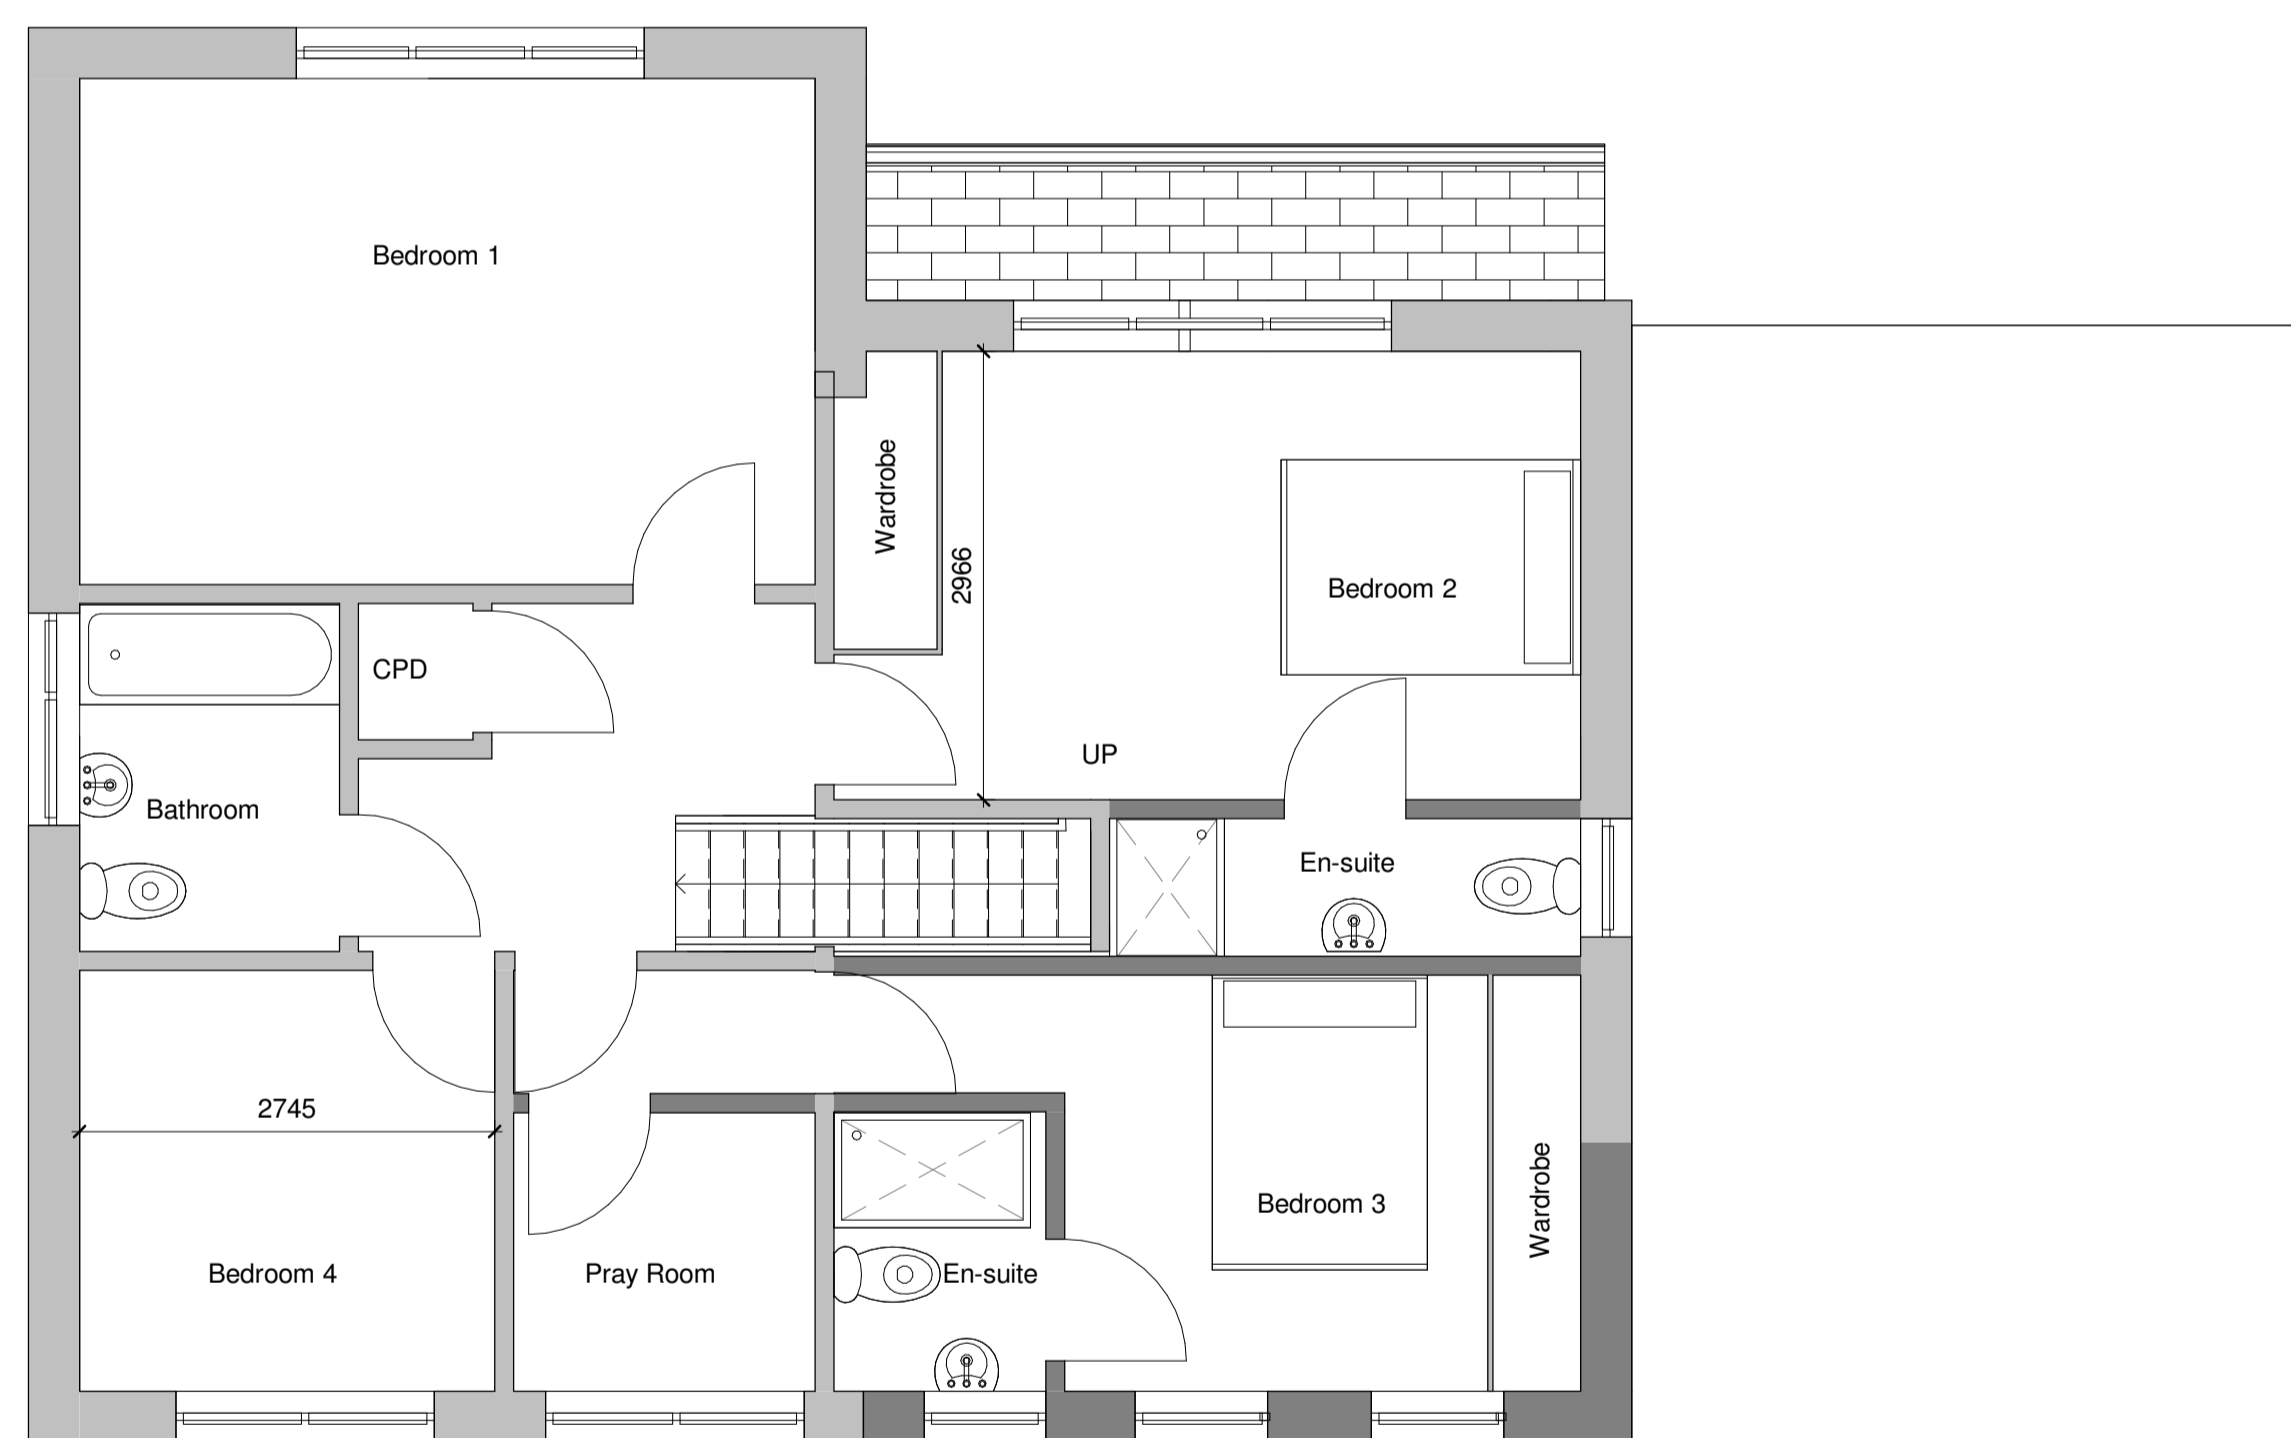 Bedroom 1
Wardrobe
2966
Bedroom 2
CPD
UP
Bathroom
En-suite
2745
Bedroom 3
Wardrobe
Bedroom 4
Pray Room
En-suite